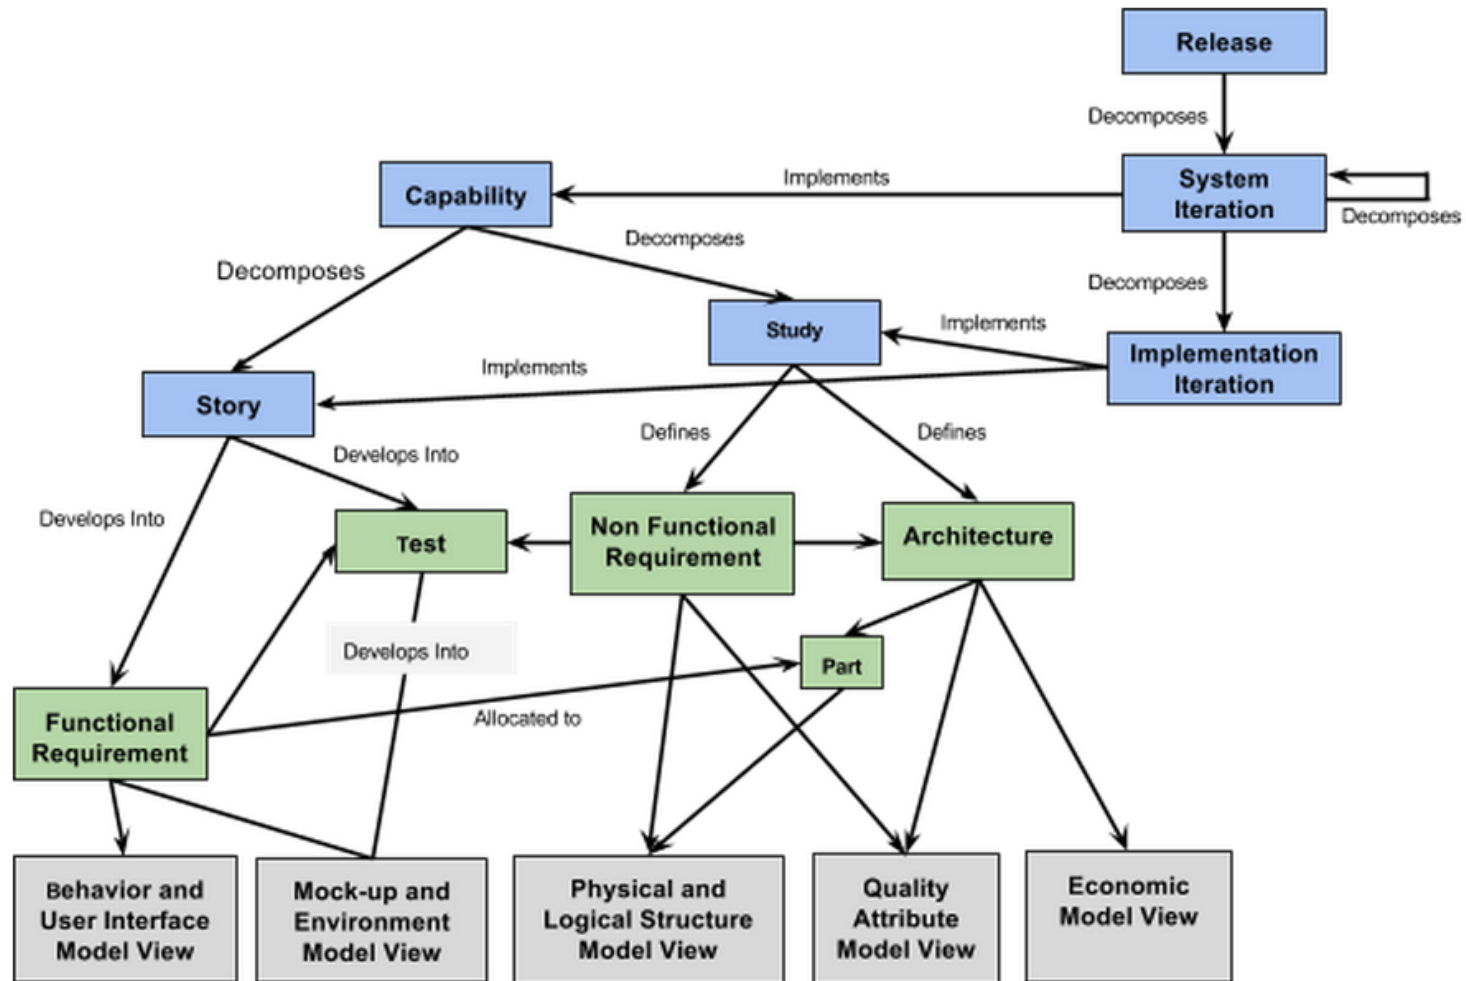 Release
Decomposes
Implements
System
Iteration
Capability
Decomposes
Decomposes
Decomposes
Decomposes
Study
Implements
Implementation
Iteration
Implements
Story
Defines
Defines
Develops Into
Develops Into
Test
Non Functional
Requirement
Architecture
Develops Into
Part
Allocated to
Functional
Requirement
Behavior and
User Interface
Model View
Mock-up and
Environment
Model View
Physical and
Logical Structure
Model View
Quality
Attribute
Model View
Economic
Model View